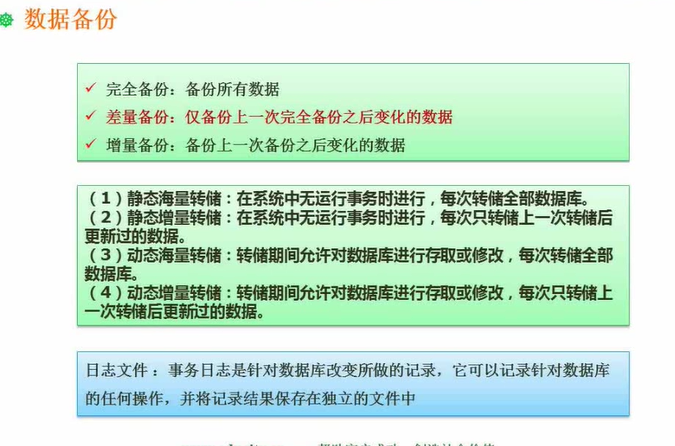 数据备份
完全备份：备份所有数据
差量备份：仅备份上一次完全备份之后变化的数据
增量备份：备份上一次备份之后变化的数据
（1）静态海量转储：在系统中无运行事务时进行，每次转储全部数据库。
（2）静态增量转储：在系统中无运行事务时进行，每次只转储上一次转储后
更新过的数据。
（3）动态海量转储：转储期间允许对数据库进行存取或修改，每次转储全部
数据库。
（4）动态增量转储：转储期间允许对数据库进行存取或修改，每次只转储上
一次转储后更新过的数据。
日志文件：事务日志是针对数据库改变所做的记录，它可以记录针对数据库
的任何操作，并将记录结果保存在独立的文件中